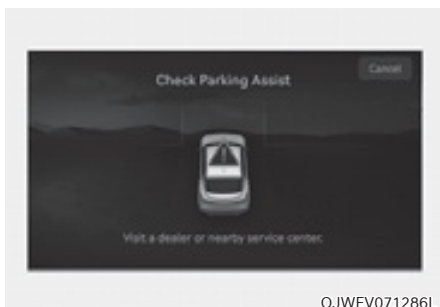 Check Parking Assist
Cancel
Visit a dealer or nearby service center.
OJWEV071286L